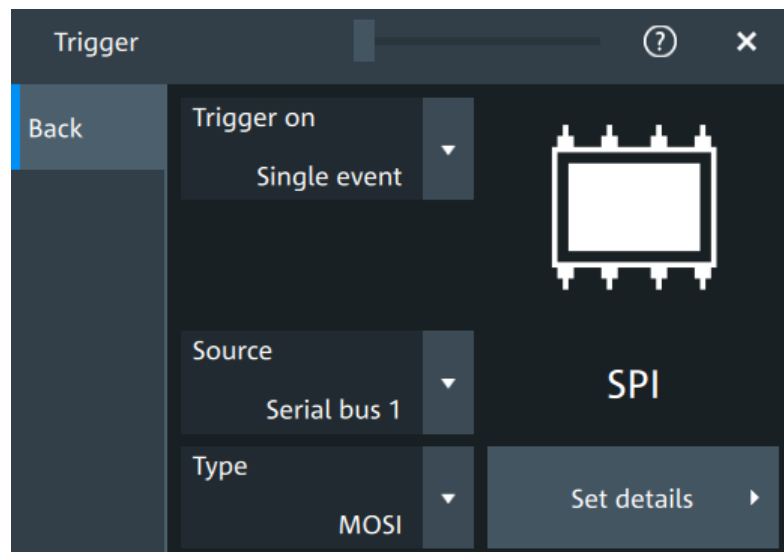 Trigger
?
Back
Trigger on
Single event
Source
Serial bus 1
SPI
Type
MOSI
Set details